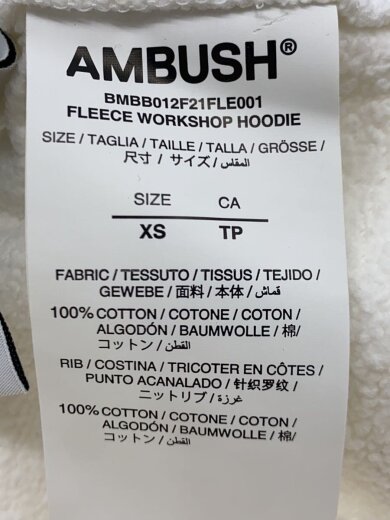 AMBUSH®
BMBB012F21FLE001
FLEECE WORKSHOP HOODIE
SIZE / TAGLIA / TAILLE / TALLA / GRÖSSE /
尺寸 / サイズ / المقاس /
SIZE CA
XS TP
FABRIC / TESSUTO / TISSUS / TEJIDO /
GEWEBE / 面料 / 本体 / قماش /
100% COTTON / COTONE / COTON /
ALGODÓN / BAUMWOLLE / 棉/
コットン / القطن /
RIB / COSTINA / TRICOTER EN CÔTES /
PUNTO ACANALADO / 针织罗纹 /
ニットリブ / غرزة /
100% COTTON / COTONE / COTON /
ALGODÓN / BAUMWOLLE / 棉/
コットン / القطن /